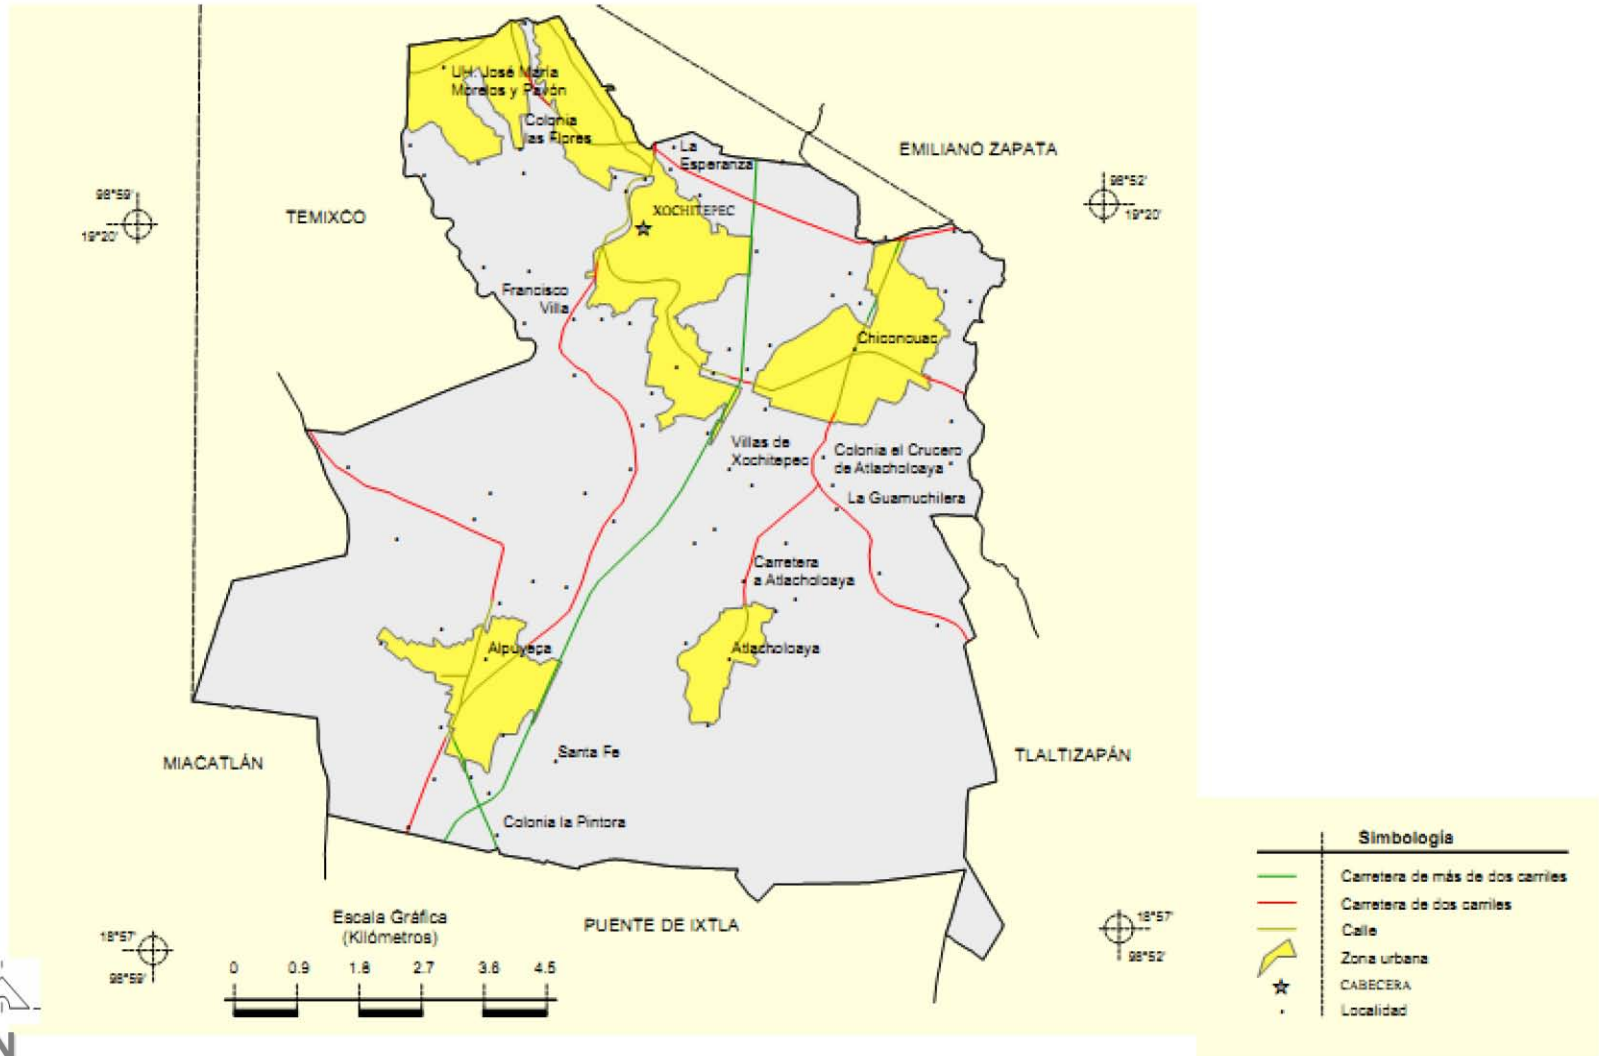 UH. José María
Morelos y Pavón
Colonia
las Flores
La
Esperanza
EMILIANO ZAPATA
98°59'
19°20'
98°52'
19°20'
TEMIXCO
XOCHITEPEC
Francisco
Villa
Chiconcuac
Villas de
Xochitepec
Colonia el Crucero
de Atlacholoaya
La Guamuchilera
Carretera
a Atlacholoaya
Alpuyeca
Atlacholoaya
Santa Fe
MIACATLÁN
TLALTIZAPÁN
Colonia la Pintora
PUENTE DE IXTLA
Escala Gráfica
(Kilómetros)
0 0.9 1.8 2.7 3.6 4.5
18°57'
98°59'
18°57'
98°52'
N
Simbología
Carretera de más de dos carriles
Carretera de dos carriles
Calle
Zona urbana
CABECERA
Localidad